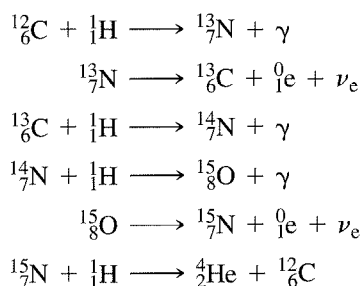 ¹²₆C + ¹₁H ⟶ ¹³₇N + γ
¹³₇N ⟶ ¹³₆C + ⁰₁e + νₑ
¹³₆C + ¹₁H ⟶ ¹⁴₇N + γ
¹⁴₇N + ¹₁H ⟶ ¹⁵₈O + γ
¹⁵₈O ⟶ ¹⁵₇N + ⁰₁e + νₑ
¹⁵₇N + ¹₁H ⟶ ⁴₂He + ¹²₆C